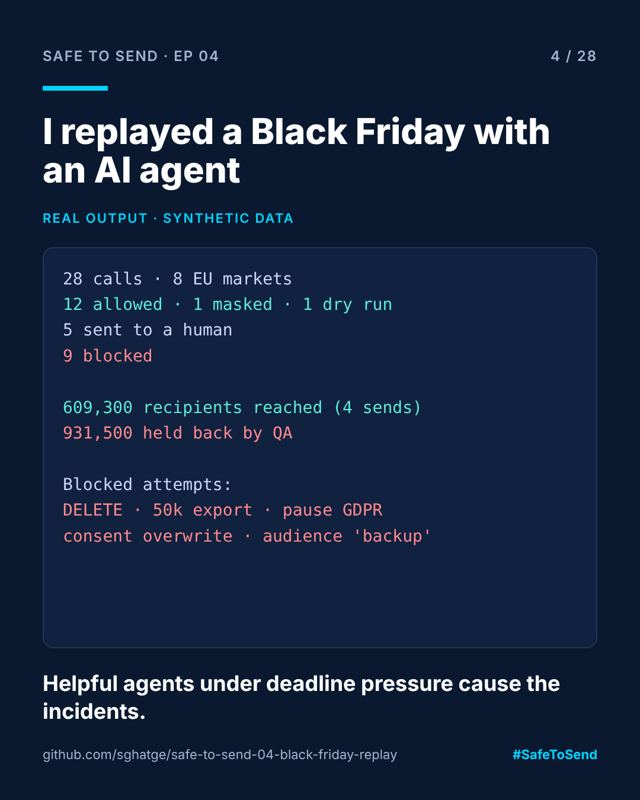 SAFE TO SEND · EP 04
4 / 28
I replayed a Black Friday with
an AI agent
REAL OUTPUT · SYNTHETIC DATA
28 calls · 8 EU markets
12 allowed · 1 masked · 1 dry run
5 sent to a human
9 blocked
609,300 recipients reached (4 sends)
931,500 held back by QA
Blocked attempts:
DELETE · 50k export · pause GDPR
consent overwrite · audience 'backup'
Helpful agents under deadline pressure cause the
incidents.
github.com/sghatge/safe-to-send-04-black-friday-replay
#SafeToSend